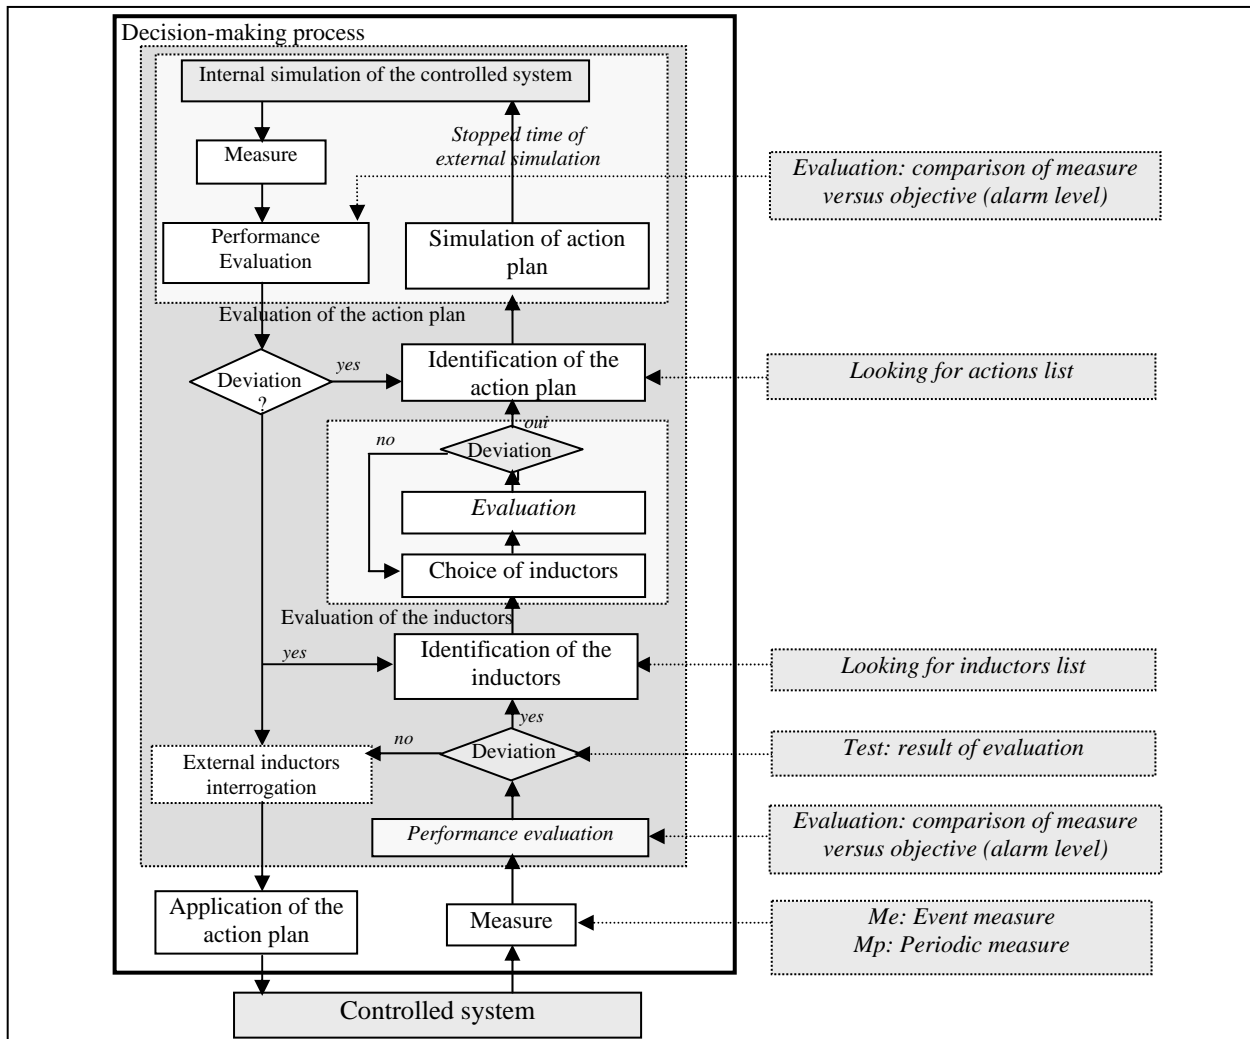 Decision-making process
Internal simulation of the controlled system
Stopped time of
external simulation
Measure
Evaluation: comparison of measure
versus objective (alarm level)
Performance
Evaluation
Simulation of action
plan
Evaluation of the action plan
Deviation
?
yes
Identification of the
action plan
Looking for actions list
oui
no
Deviation
Evaluation
Choice of inductors
Evaluation of the inductors
yes
Identification of the
inductors
Looking for inductors list
yes
no
Deviation
Test: result of evaluation
External inductors
interrogation
Performance evaluation
Evaluation: comparison of measure
versus objective (alarm level)
Application of the
action plan
Measure
Me: Event measure
Mp: Periodic measure
Controlled system